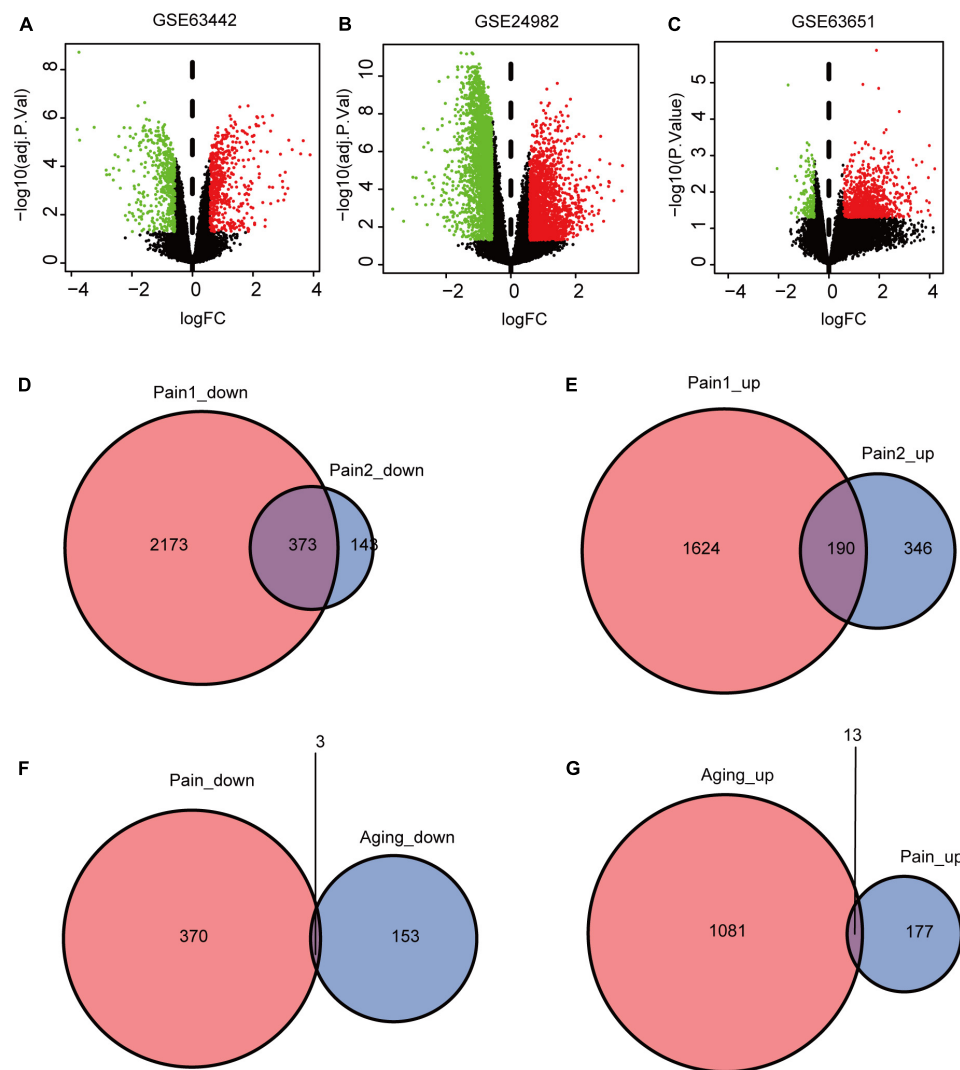 A
GSE63442
−log10(adj.P.Val)
8
6
4
2
0
−4
−2
0
2
4
logFC
B
GSE24982
−log10(adj.P.Val)
10
8
6
4
2
0
−2
0
2
logFC
C
GSE63651
−log10(P.Value)
5
4
3
2
1
0
−4
−2
0
2
4
logFC
D
Pain1_down
Pain2_down
2173
373
143
E
Pain1_up
Pain2_up
1624
190
346
F
3
Pain_down
Aging_down
370
153
G
13
Aging_up
Pain_up
1081
177